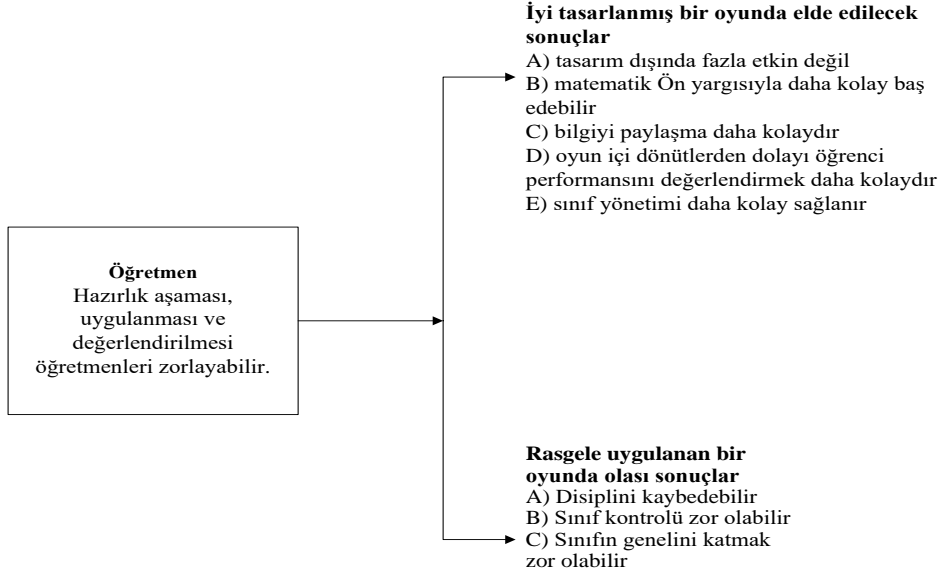 İyi tasarlanmış bir oyunda elde edilecek
sonuçlar
A) tasarım dışında fazla etkin değil
B) matematik Ön yargısıyla daha kolay baş
edebilir
C) bilgiyi paylaşma daha kolaydır
D) oyun içi dönütlerden dolayı öğrenci
performansını değerlendirmek daha kolaydır
E) sınıf yönetimi daha kolay sağlanır
Öğretmen
Hazırlık aşaması,
uygulanması ve
değerlendirilmesi
öğretmenleri zorlayabilir.
Rasgele uygulanan bir
oyunda olası sonuçlar
A) Disiplini kaybedebilir
B) Sınıf kontrolü zor olabilir
C) Sınıfın genelini katmak
zor olabilir